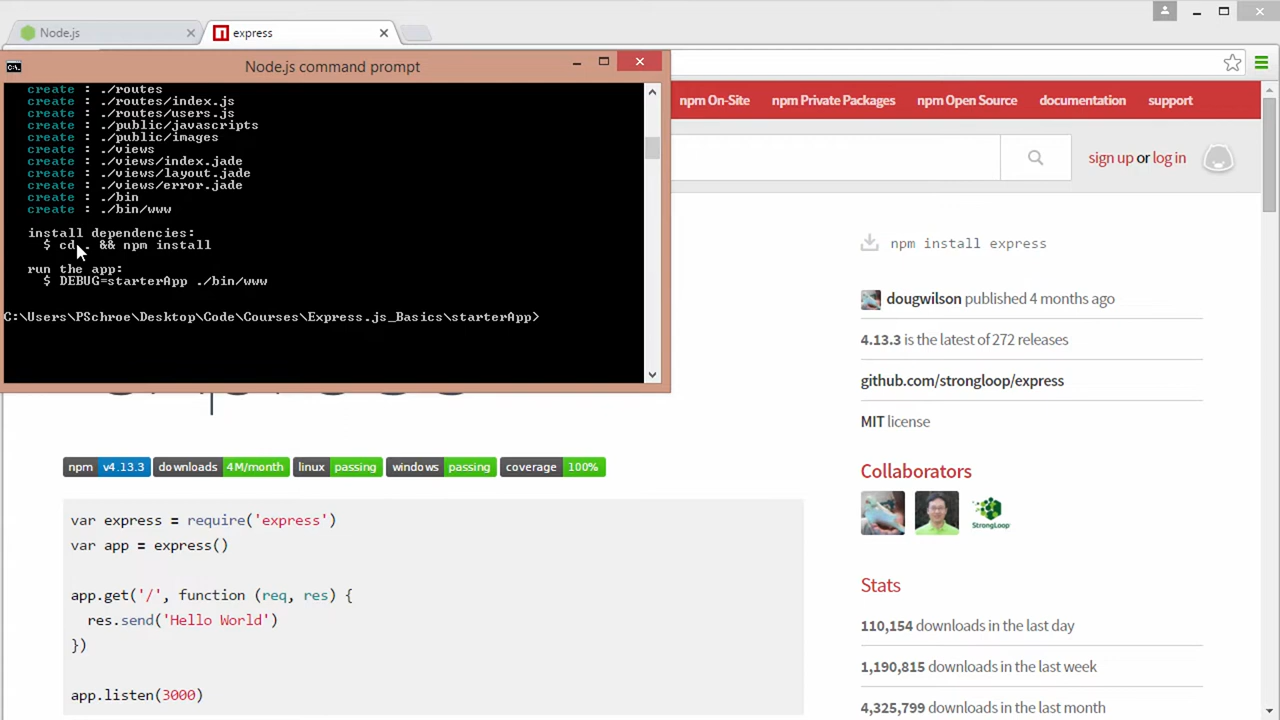 Node.js
express
Node.js command prompt
create : ./routes
create : ./routes/index.js
create : ./routes/users.js
create : ./public/javascripts
create : ./public/images
create : ./views
create : ./views/index.jade
create : ./views/layout.jade
create : ./views/error.jade
create : ./bin
create : ./bin/www
install dependencies:
$ cd . && npm install
run the app:
$ DEBUG=starterApp ./bin/www
C:\Users\PSchroe\Desktop\Code\Courses\Express.js_Basics\starterApp>
npm On-Site npm Private Packages npm Open Source documentation support
sign up or log in
npm v4.13.3 downloads 4M/month linux passing windows passing coverage 100%
var express = require('express')
var app = express()
app.get('/', function (req, res) {
res.send('Hello World')
})
app.listen(3000)
npm install express
dougwilson published 4 months ago
4.13.3 is the latest of 272 releases
github.com/strongloop/express
MIT license
Collaborators
StrongLoop
Stats
110,154 downloads in the last day
1,190,815 downloads in the last week
4,325,799 downloads in the last month